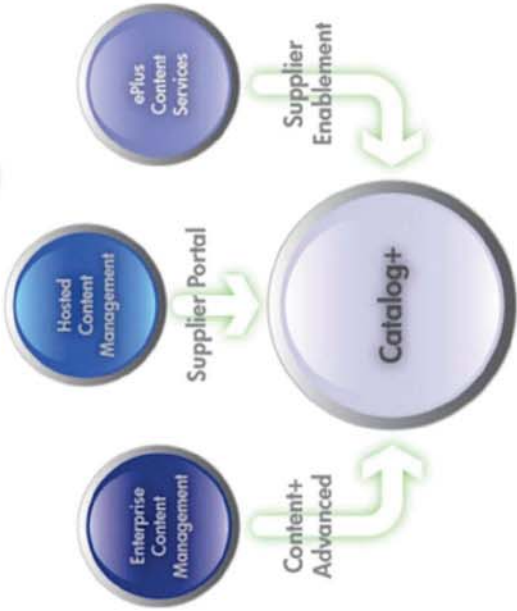 Enterprise
Content
Management
Hosted
Content
Management
ePlus
Content
Services
Content+
Advanced
Supplier Portal
Supplier
Enablement
Catalog+